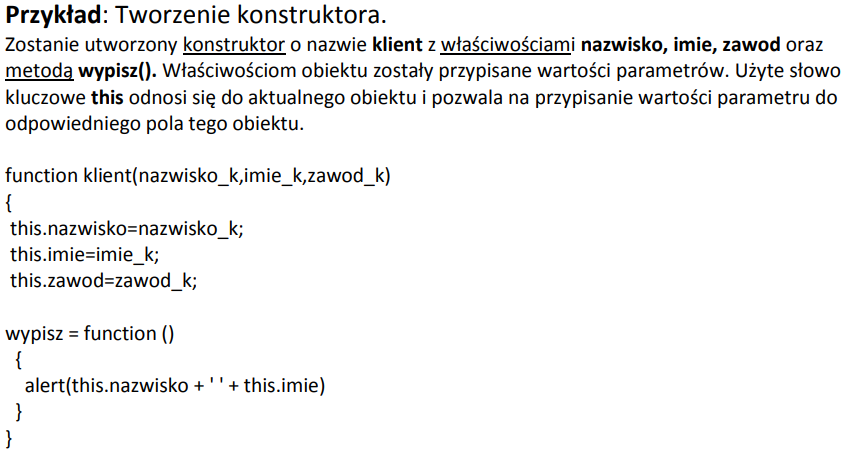 Przykład: Tworzenie konstruktora.
Zostanie utworzony konstruktor o nazwie klient z właściwościami nazwisko, imie, zawod oraz
metodą wypisz(). Właściwościom obiektu zostały przypisane wartości parametrów. Użyte słowo
kluczowe this odnosi się do aktualnego obiektu i pozwala na przypisanie wartości parametru do
odpowiedniego pola tego obiektu.
function klient(nazwisko_k,imie_k,zawod_k)
{
this.nazwisko=nazwisko_k;
this.imie=imie_k;
this.zawod=zawod_k;
wypisz = function ()
{
alert(this.nazwisko + ' ' + this.imie)
}
}